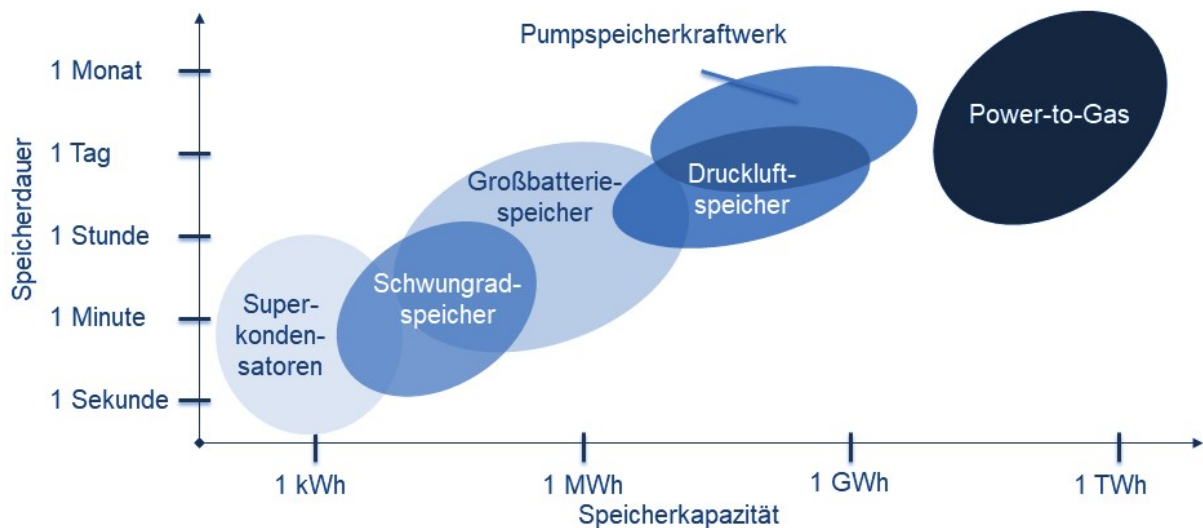 Pumpspeicherkraftwerk
1 Monat
Power-to-Gas
1 Tag
Großbatterie-
speicher
Druckluft-
speicher
Speicherdauer
1 Stunde
Schwungrad-
speicher
Super-
konden-
satoren
1 Minute
1 Sekunde
1 kWh
1 MWh
1 GWh
1 TWh
Speicherkapazität